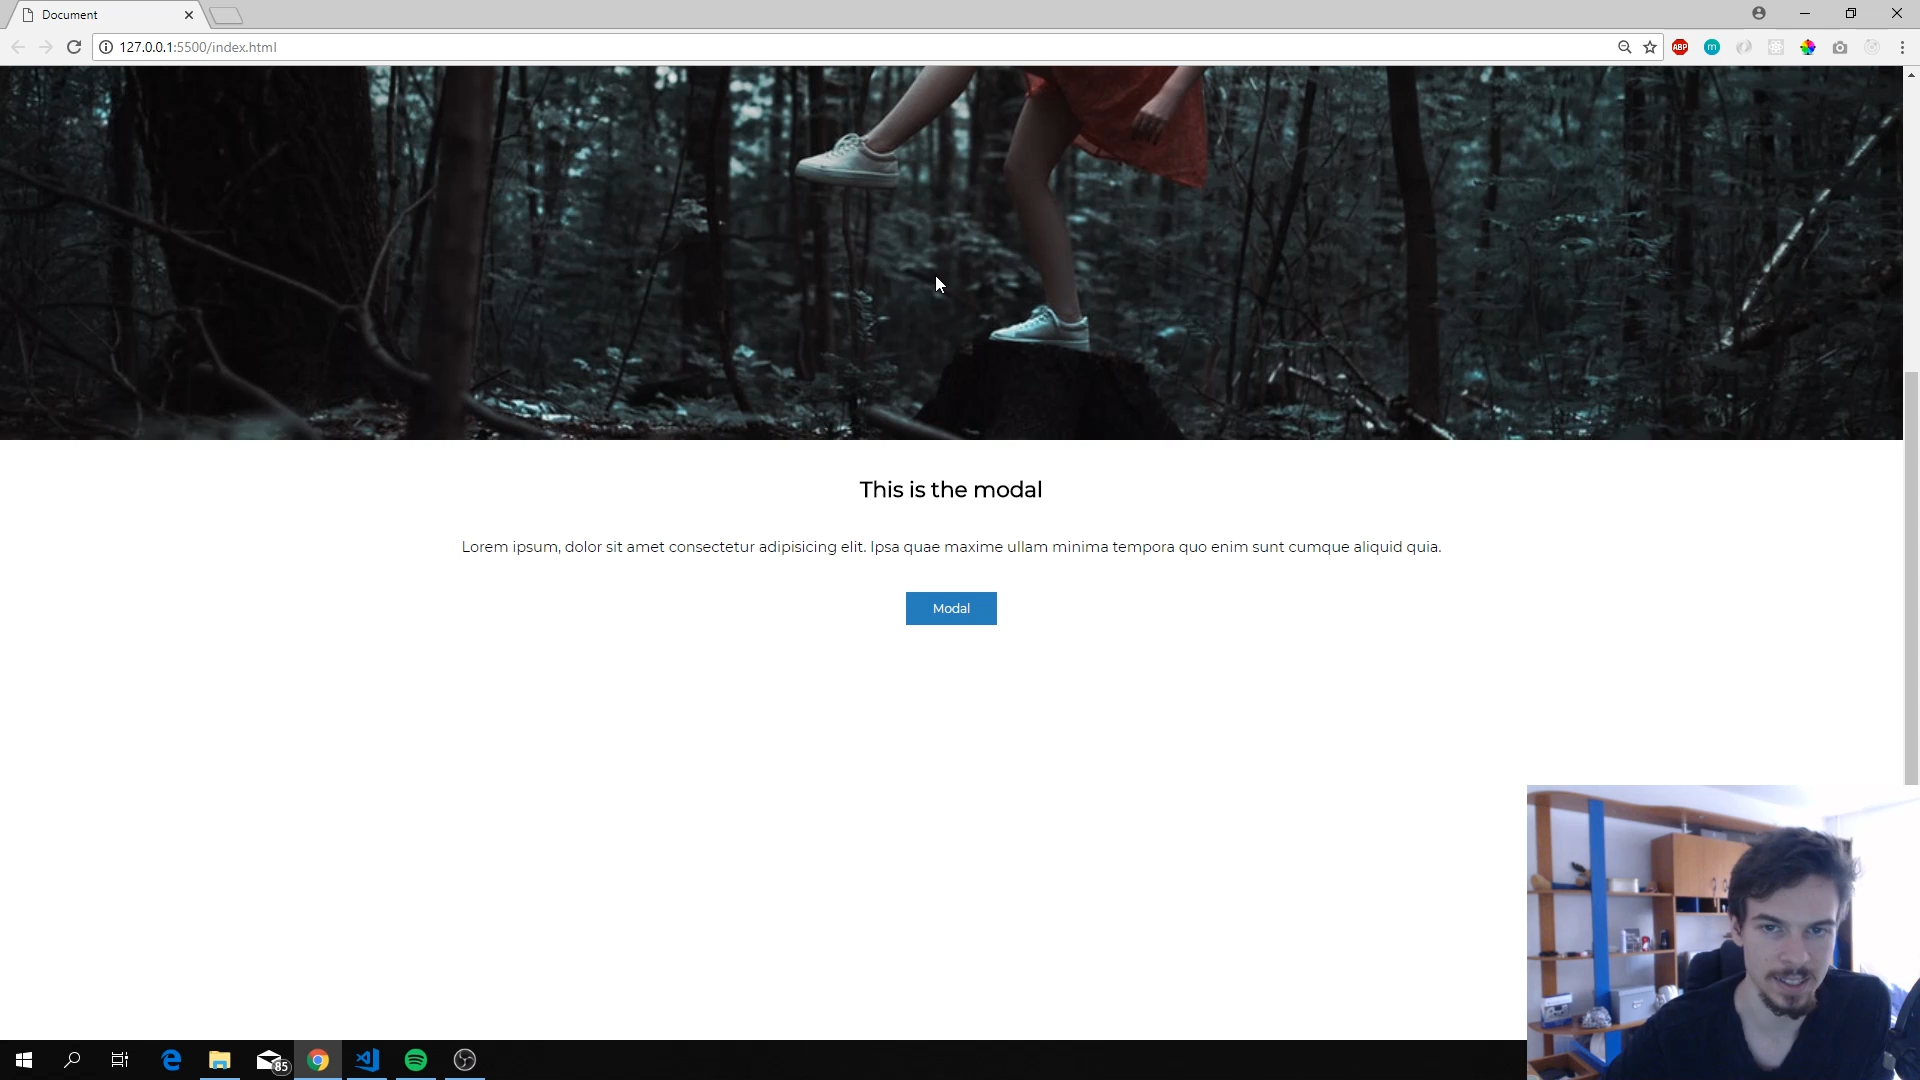 Document
127.0.0.1:5500/index.html
ABP
m
This is the modal
Lorem ipsum, dolor sit amet consectetur adipisicing elit. Ipsa quae maxime ullam minima tempora quo enim sunt cumque aliquid quia.
Modal
85